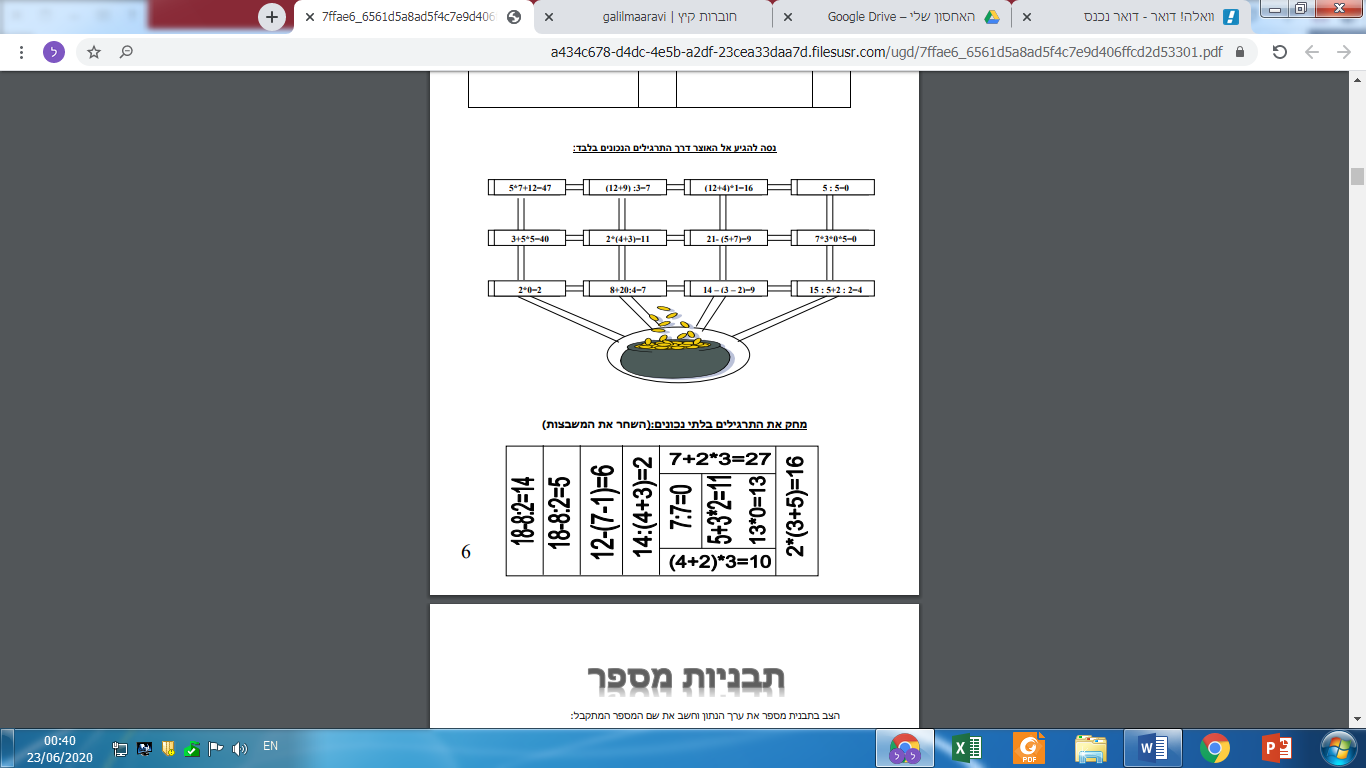 וואלה! דואר - דואר נכנס
האחסון שלי – Google Drive
חוברות קיץ | galilmaaravi
7ffae6_6561d5a8ad5f4c7e9d406
a434c678-d4dc-4e5b-a2df-23cea33daa7d.filesusr.com/ugd/7ffae6_6561d5a8ad5f4c7e9d406ffcd2d53301.pdf
נסה להגיע אל האוצר דרך התרגילים הנכונים בלבד:
5*7+12=47 (12+9) :3=7 (12+4)*1=16 5 : 5=0
3+5*5=40 2*(4+3)=11 21- (5+7)=9 7*3*0*5=0
2*0=2 8+20:4=7 14 – (3 – 2)=9 15 : 5+2 : 2=4
מחק את התרגילים בלתי נכונים:(השחר את המשבצות)
18-8:2=14
18-8:2=5
12-(7-1)=6
14:(4+3)=2
7+2*3=27
7:7=0
5+3*2=11
13*0=13
(4+2)*3=10
2*(3+5)=16
6
תבניות מספר
הצב בתבנית מספר את ערך הנתון וחשב את שם המספר המתקבל:
00:40
23/06/2020
EN